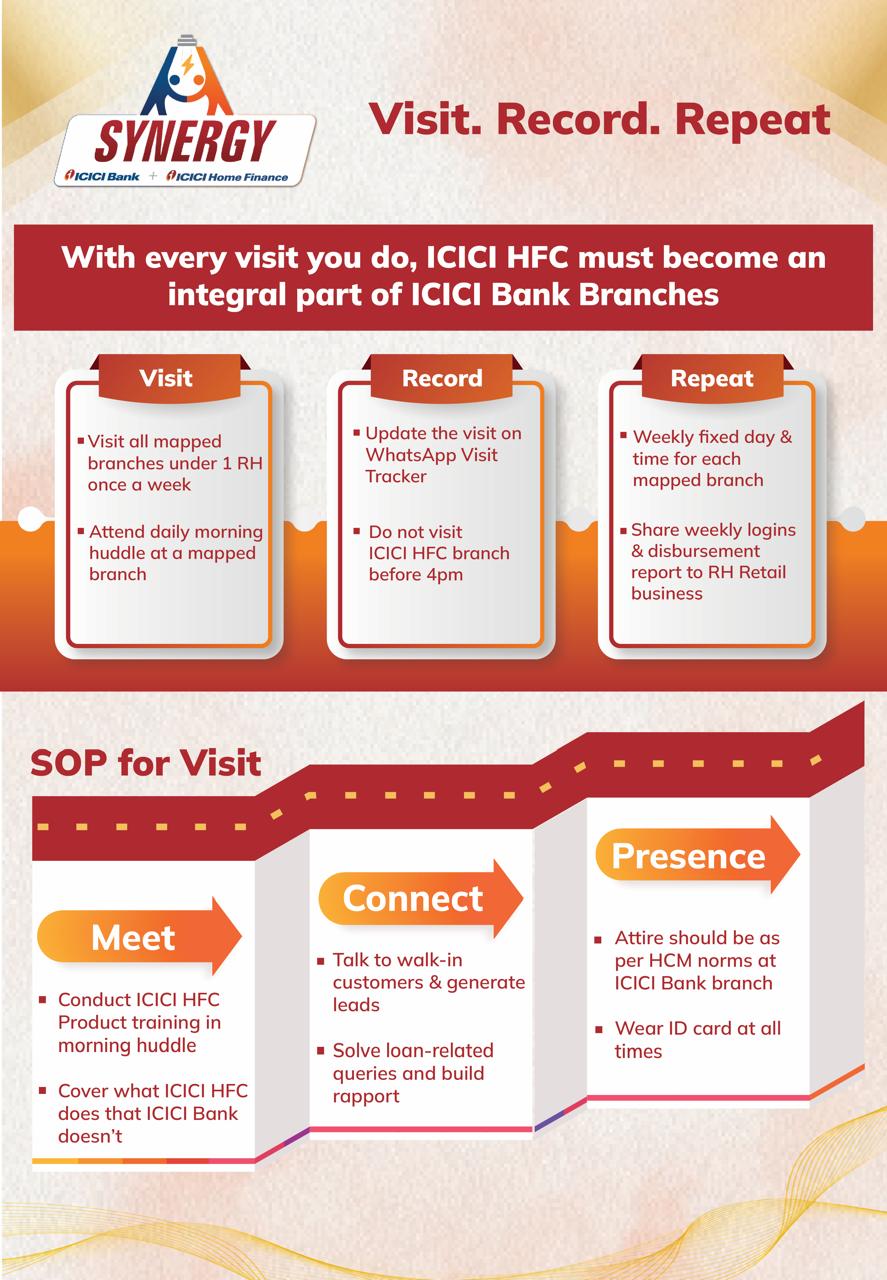 SYNERGY
ICICI Bank + ICICI Home Finance
Visit. Record. Repeat
With every visit you do, ICICI HFC must become an
integral part of ICICI Bank Branches
Visit
▪ Visit all mapped
branches under 1 RH
once a week
▪ Attend daily morning
huddle at a mapped
branch
Record
▪ Update the visit on
WhatsApp Visit
Tracker
▪ Do not visit
ICICI HFC branch
before 4pm
Repeat
▪ Weekly fixed day &
time for each
mapped branch
▪ Share weekly logins
& disbursement
report to RH Retail
business
SOP for Visit
Meet
▪ Conduct ICICI HFC
Product training in
morning huddle
▪ Cover what ICICI HFC
does that ICICI Bank
doesn’t
Connect
▪ Talk to walk-in
customers & generate
leads
▪ Solve loan-related
queries and build
rapport
Presence
▪ Attire should be as
per HCM norms at
ICICI Bank branch
▪ Wear ID card at all
times